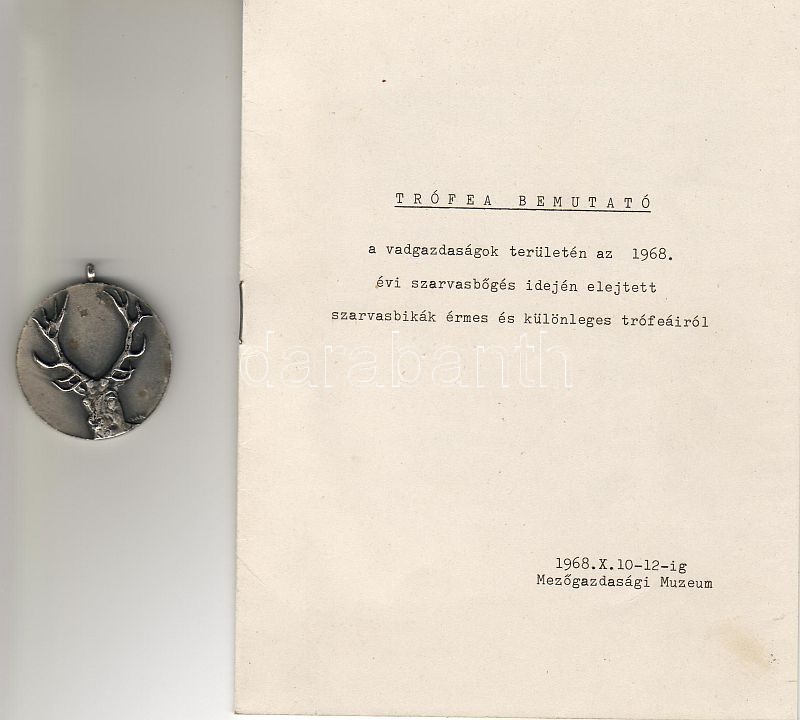 TRÓFEA BEMUTATÓ
a vadgazdaságok területén az 1968.
évi szarvasbőgés idején elejtett
szarvasbikák érmes és különleges trófeáiról
darabanth
1968.X.10-12-ig
Mezőgazdasági Muzeum